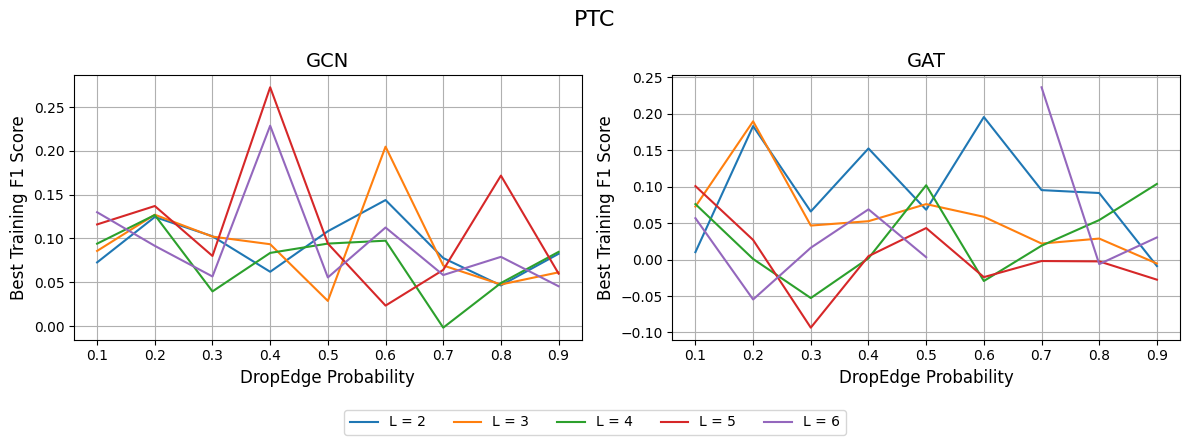 PTC
GCN
Best Training F1 Score
0.25
0.20
0.15
0.10
0.05
0.00
0.1 0.2 0.3 0.4 0.5 0.6 0.7 0.8 0.9
DropEdge Probability
GAT
Best Training F1 Score
0.25
0.20
0.15
0.10
0.05
0.00
−0.05
−0.10
0.1 0.2 0.3 0.4 0.5 0.6 0.7 0.8 0.9
DropEdge Probability
L = 2 L = 3 L = 4 L = 5 L = 6